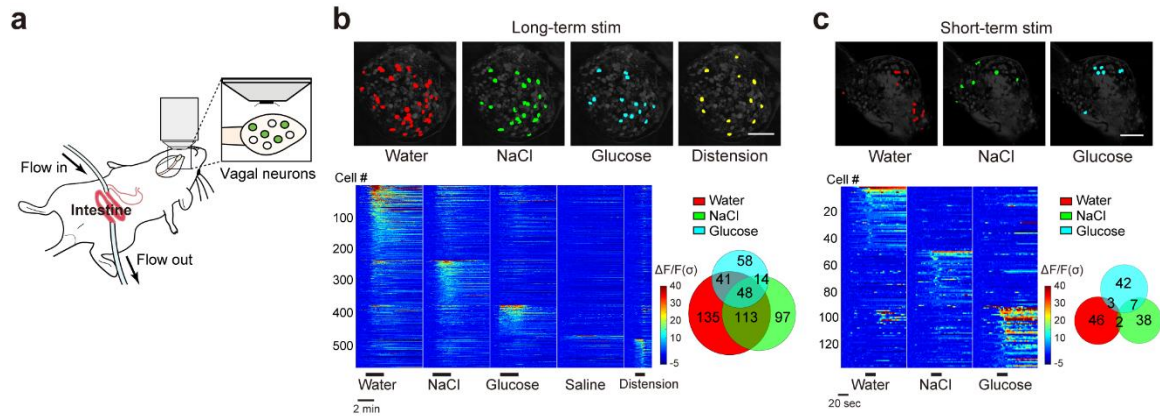 a
Flow in
Intestine
Flow out
Vagal neurons
b
Long-term stim
Water
NaCl
Glucose
Distension
Cell #
100
200
300
400
500
Water
NaCl
Glucose
Saline
Distension
2 min
Water
NaCl
Glucose
ΔF/F(σ)
40
30
20
10
-5
58
41
14
48
135
113
97
c
Short-term stim
Water
NaCl
Glucose
Cell #
20
40
60
80
100
120
Water
NaCl
Glucose
20 sec
Water
NaCl
Glucose
ΔF/F(σ)
40
30
20
10
-5
42
3
7
46
2
38